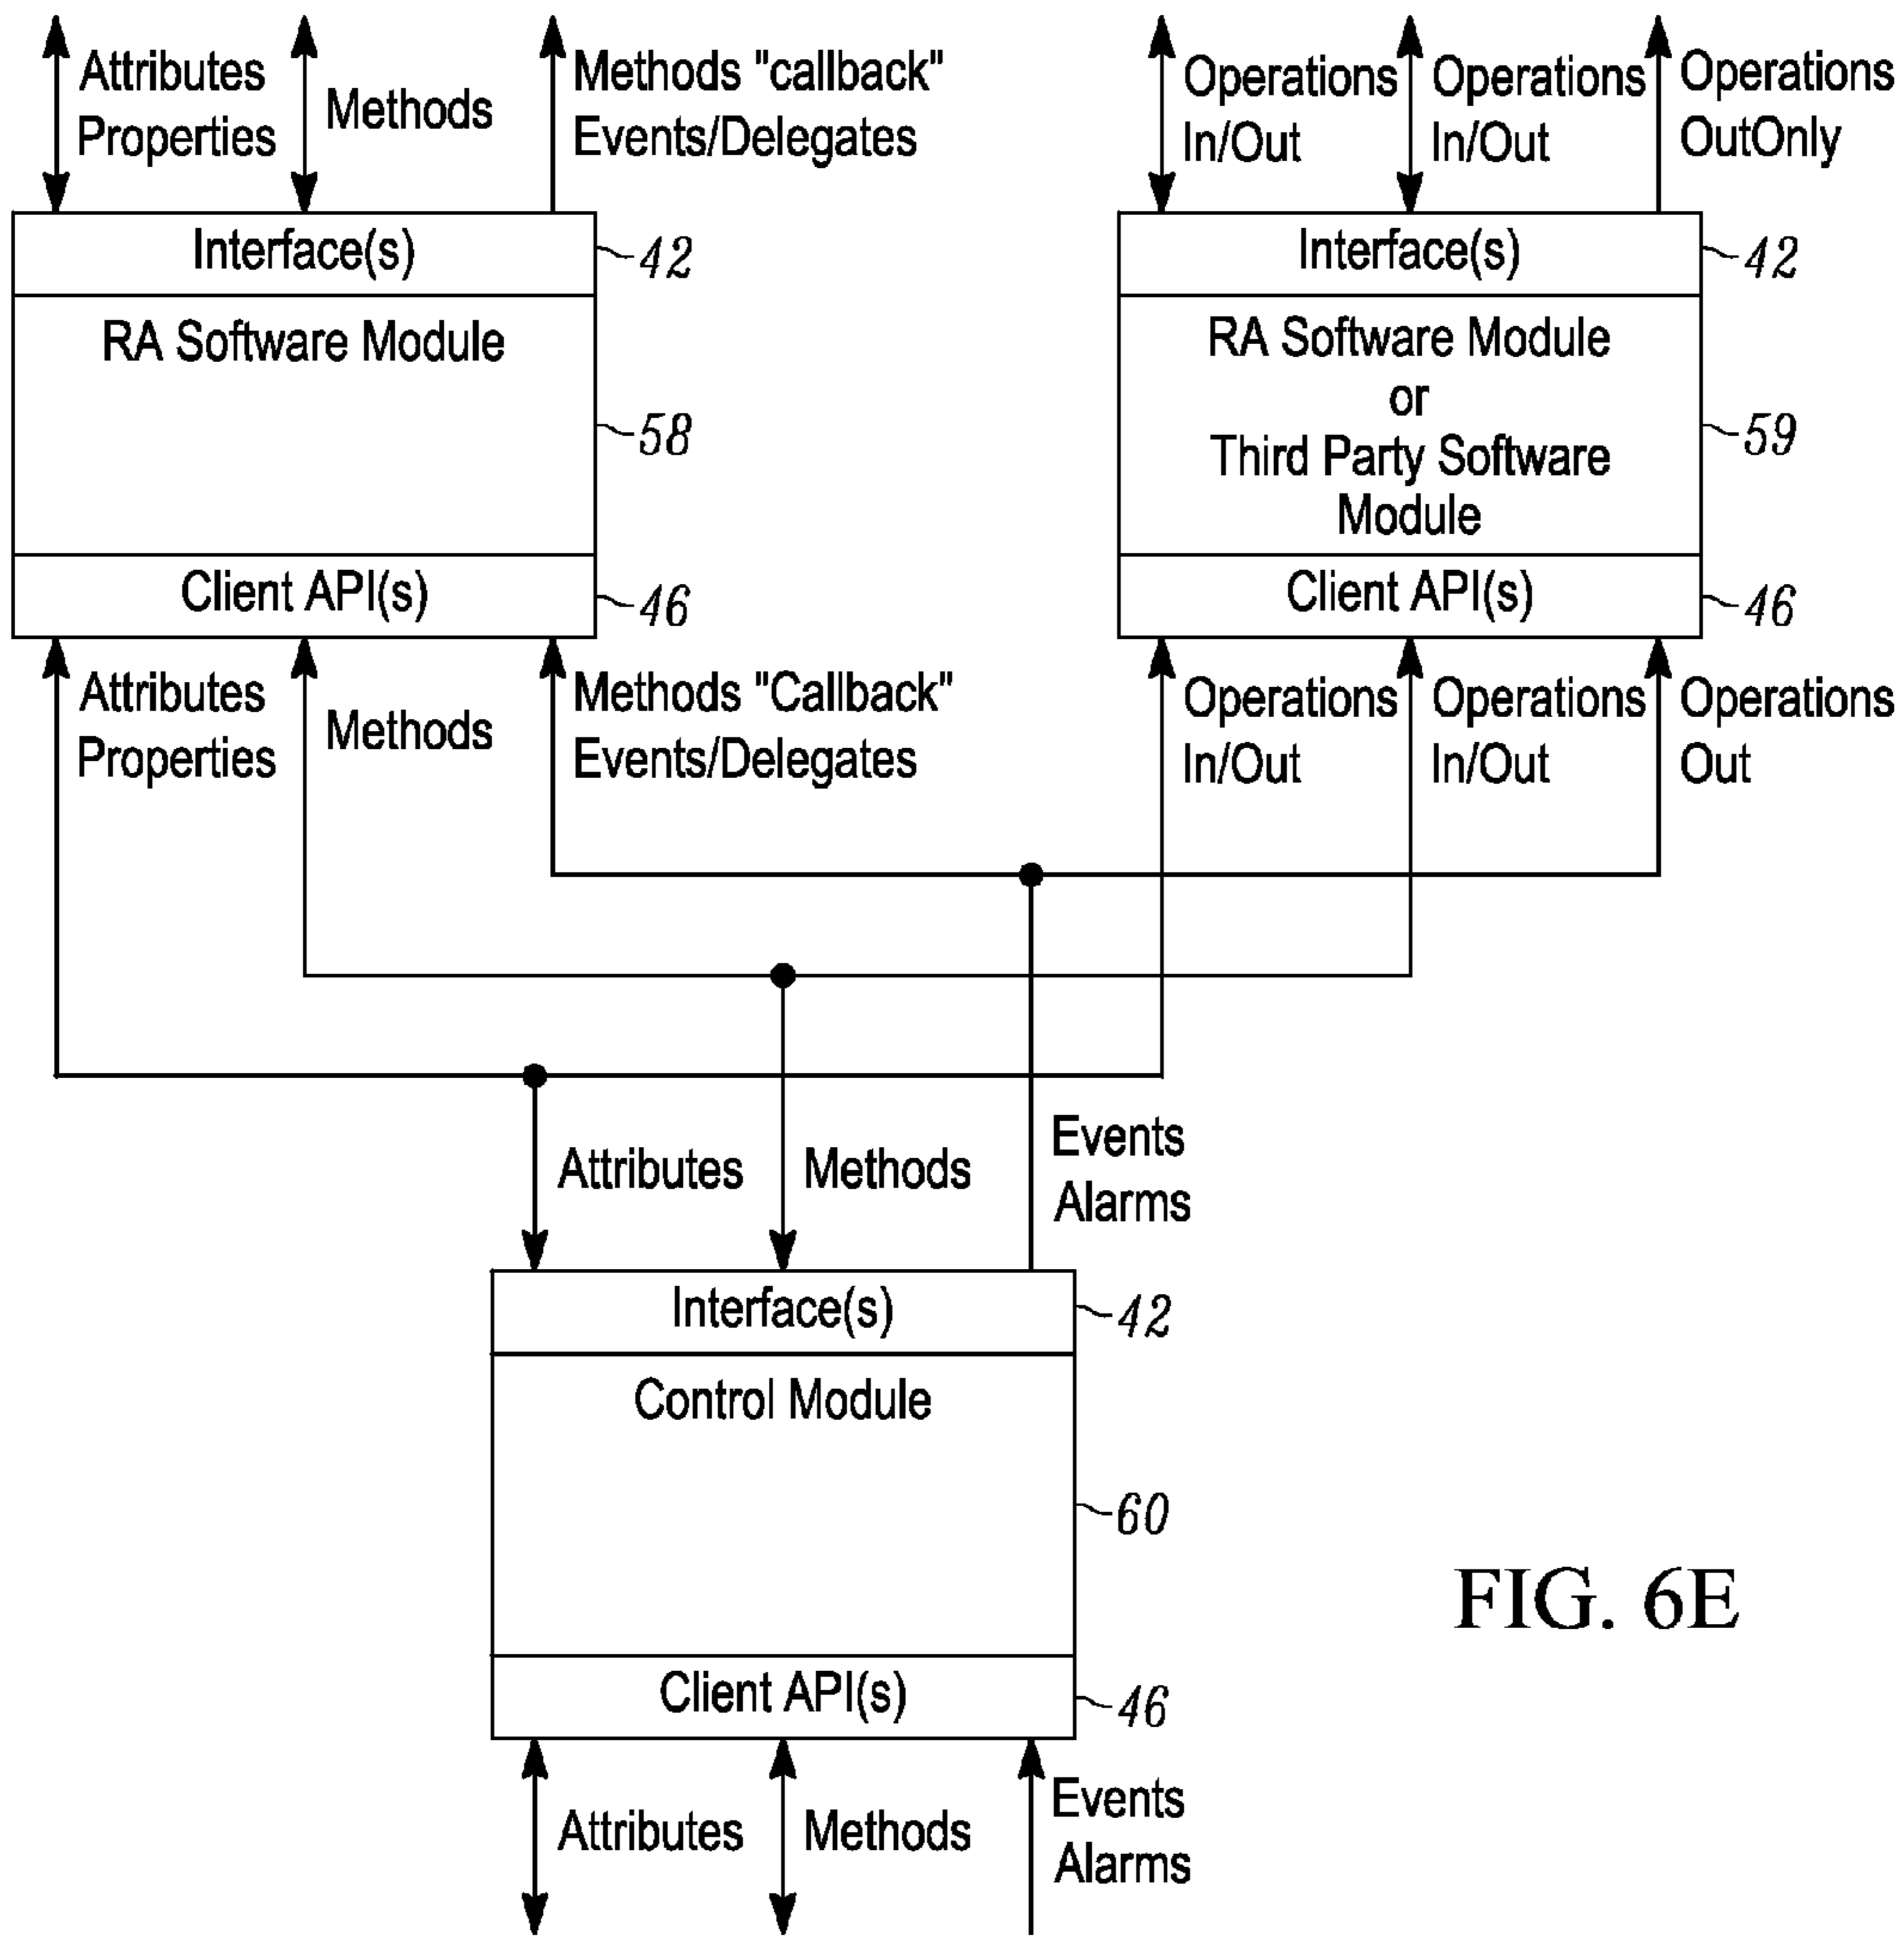 Attributes
Properties
Methods
Methods "callback"
Events/Delegates
Operations
In/Out
Operations
In/Out
Operations
OutOnly
Interface(s)
42
RA Software Module
58
Client API(s)
46
Interface(s)
42
RA Software Module
or
Third Party Software
Module
59
Client API(s)
46
Attributes
Properties
Methods
Methods "Callback"
Events/Delegates
Operations
In/Out
Operations
In/Out
Operations
Out
Attributes
Methods
Events
Alarms
Interface(s)
42
Control Module
60
Client API(s)
46
Attributes
Methods
Events
Alarms
FIG. 6E